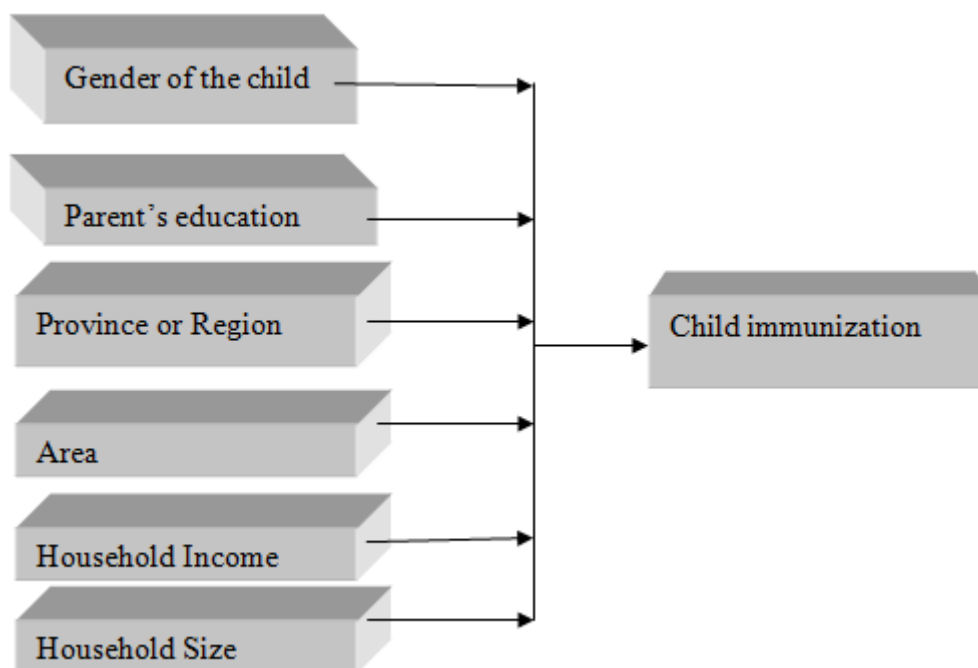 Gender of the child
Parent’s education
Province or Region
Child immunization
Area
Household Income
Household Size